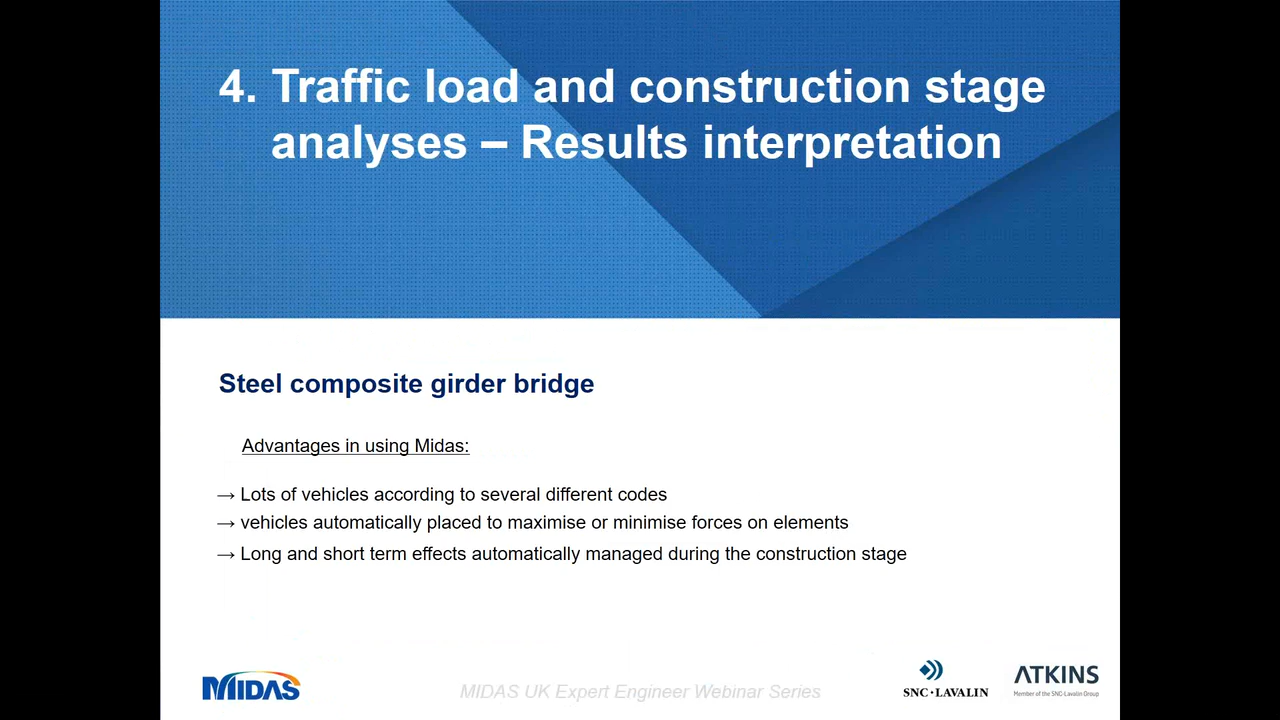 4. Traffic load and construction stage
analyses – Results interpretation
Steel composite girder bridge
Advantages in using Midas:
→ Lots of vehicles according to several different codes
→ vehicles automatically placed to maximise or minimise forces on elements
→ Long and short term effects automatically managed during the construction stage
MIDAS
MIDAS UK Expert Engineer Webinar Series
SNC·LAVALIN
ATKINS
Member of the SNC-Lavalin Group